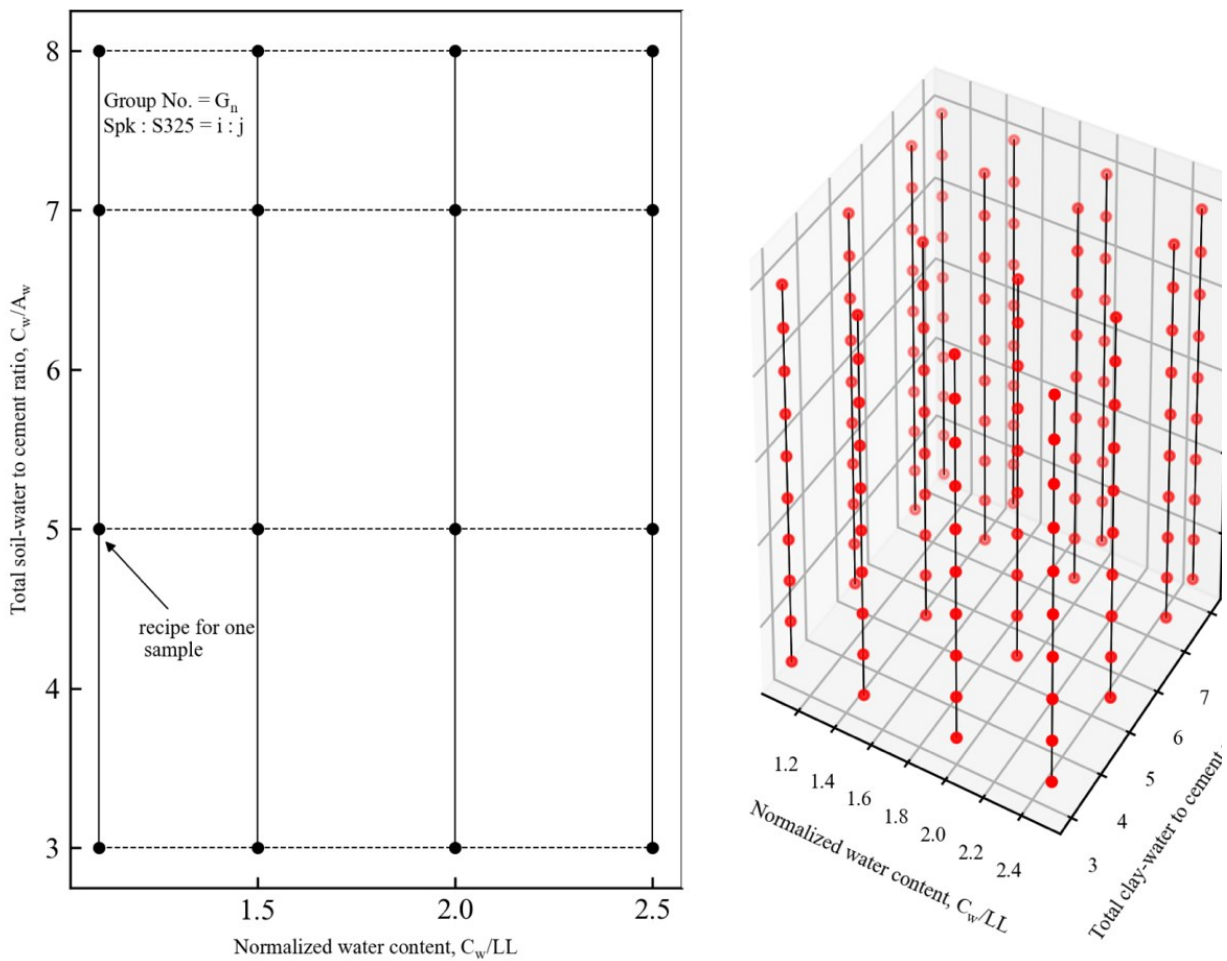 8
Group No. = Gn
Spk : S325 = i : j
7
6
5
4
3
Total soil-water to cement ratio, Cw/Aw
recipe for one
sample
1.5 2.0 2.5
Normalized water content, Cw/LL
1.2
1.4
1.6
1.8
2.0
2.2
2.4
Normalized water content, Cw/LL
3
4
5
6
7
Total clay-water to cement